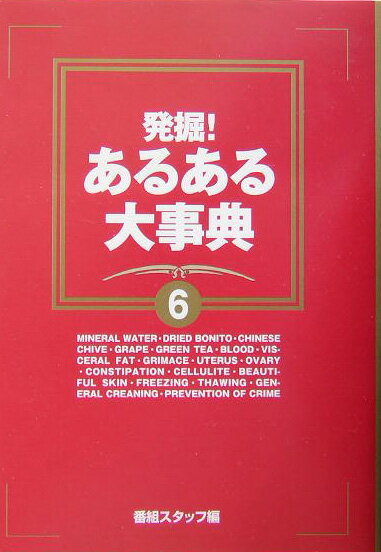 発掘!
あるある
大事典
6
MINERAL WATER・DRIED BONITO・CHINESE
CHIVE・GRAPE・GREEN TEA・BLOOD・VIS-
CERAL FAT・GRIMACE・UTERUS・OVARY
・CONSTIPATION・CELLULITE・BEAUTI-
FUL SKIN・FREEZING・THAWING・GEN-
ERAL CREANING・PREVENTION OF CRIME
番組スタッフ編